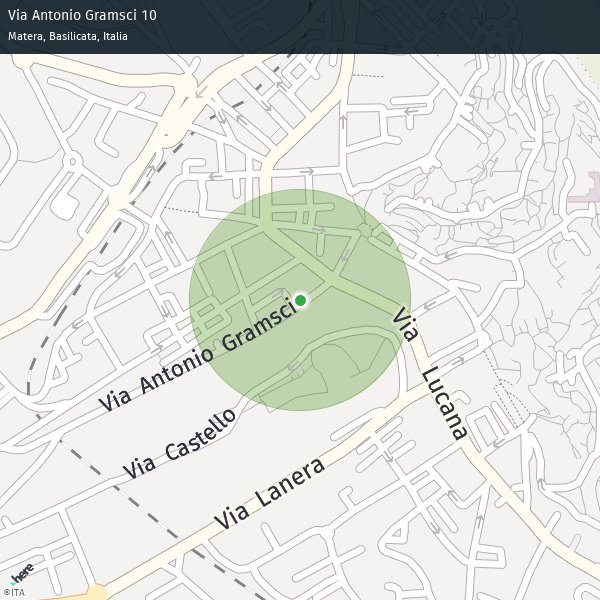 Via Antonio Gramsci 10
Matera, Basilicata, Italia
Via Antonio Gramsci
Via Lucana
Via Castello
Via Lanera
here
©ITA